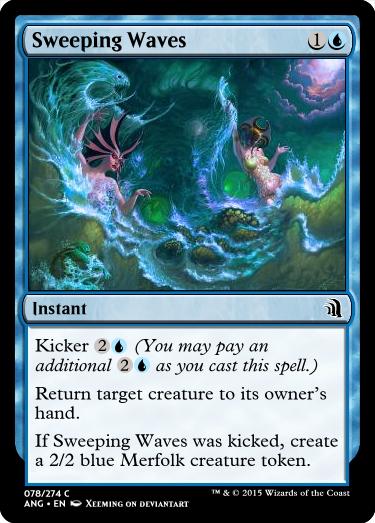 Sweeping Waves 1
Instant
Kicker 2 (You may pay an
additional 2 as you cast this spell.)
Return target creature to its owner's
hand.
If Sweeping Waves was kicked, create
a 2/2 blue Merfolk creature token.
078/274 C
ANG • EN Xeeming on deviantart
™ & © 2015 Wizards of the Coast